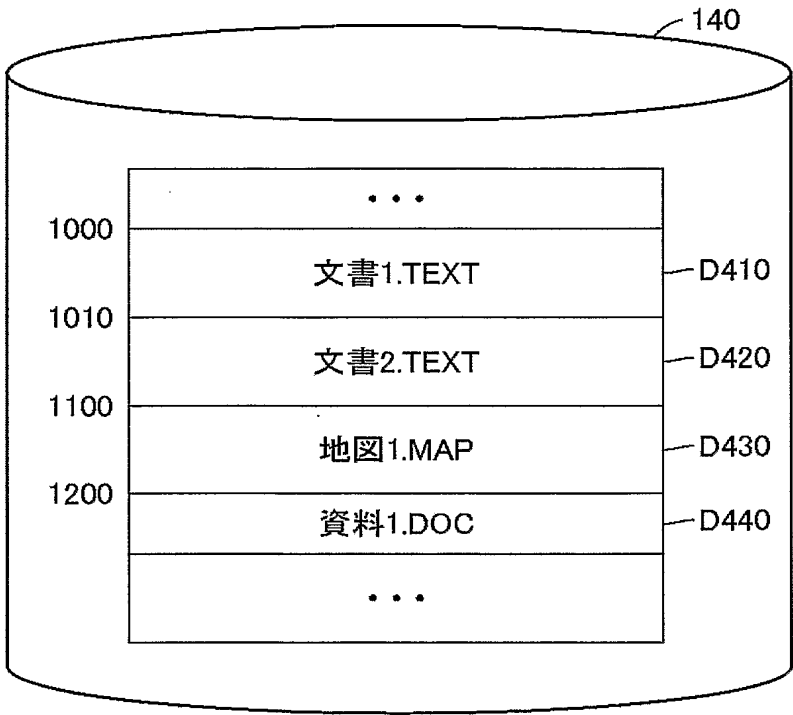 140
• • •
1000
文書1.TEXT
D410
1010
文書2.TEXT
D420
1100
地図1.MAP
D430
1200
資料1.DOC
D440
• • •